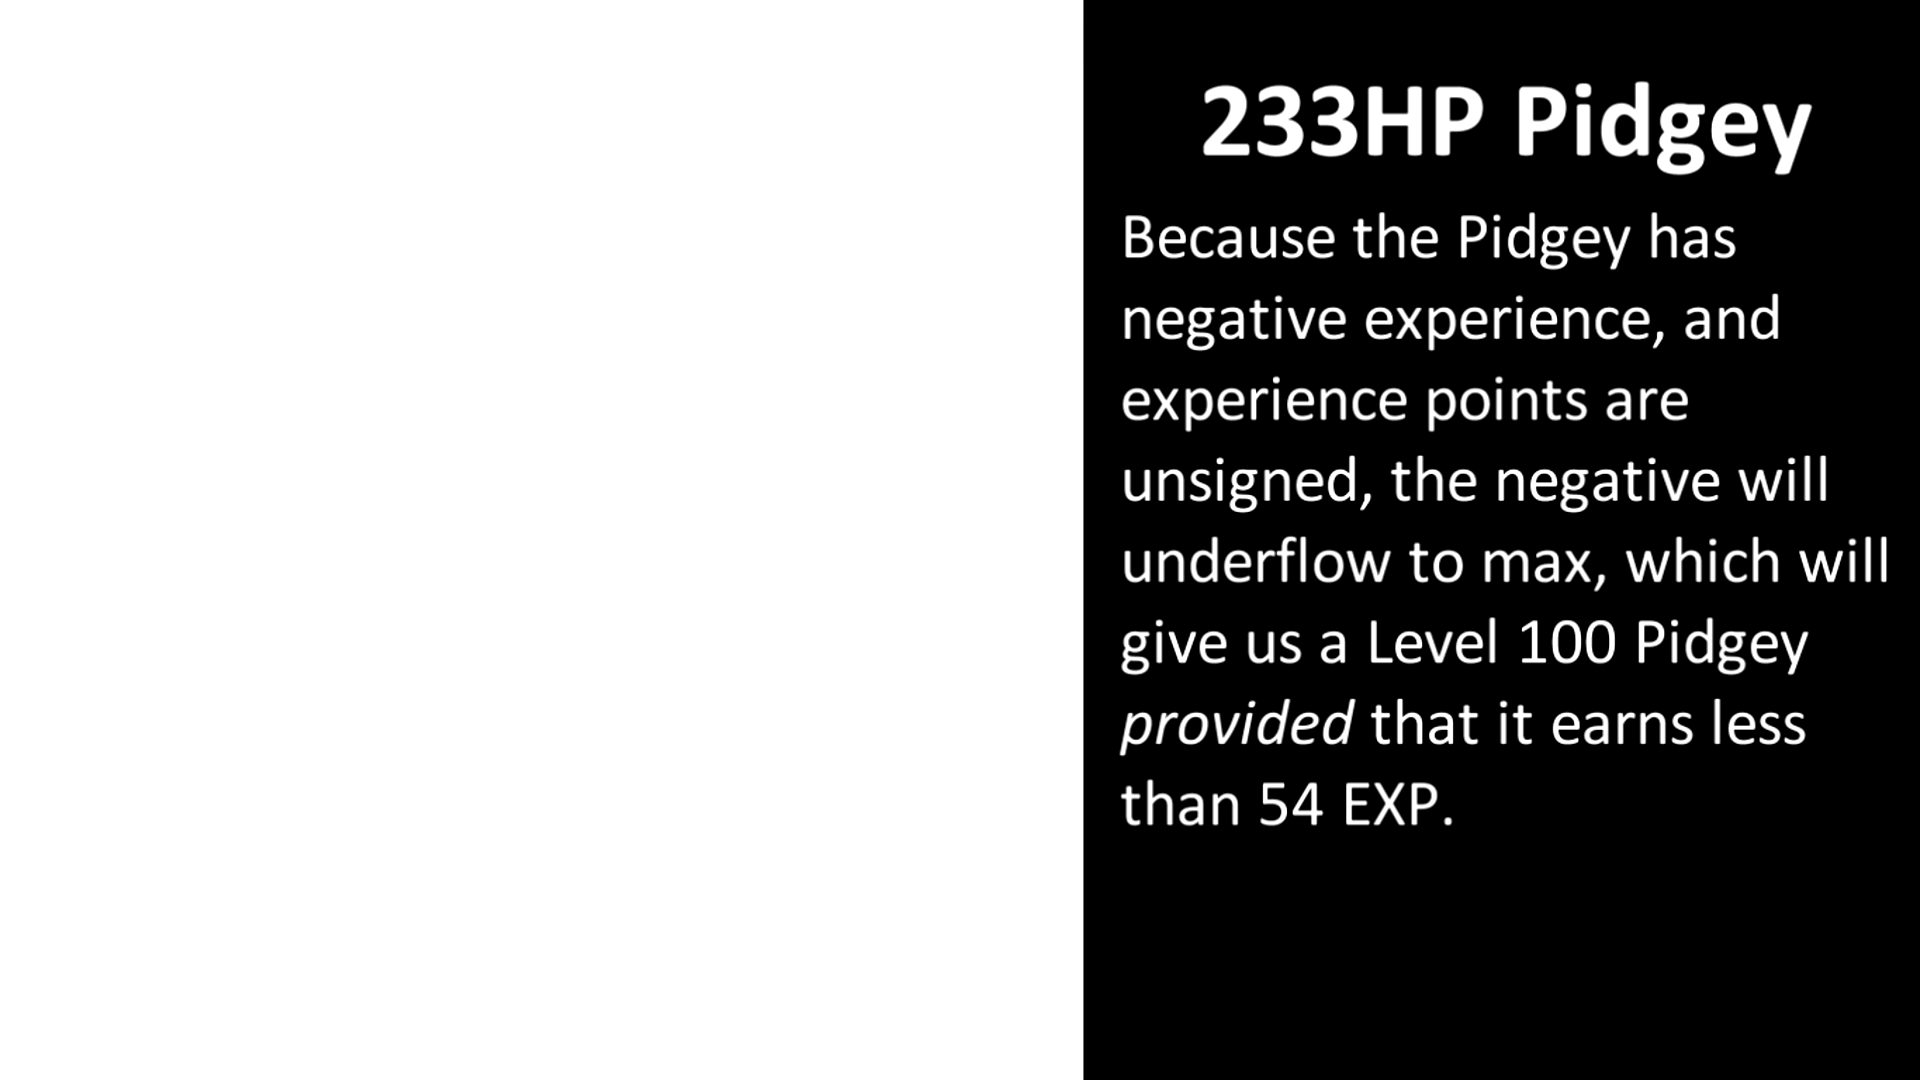 233HP Pidgey
Because the Pidgey has
negative experience, and
experience points are
unsigned, the negative will
underflow to max, which will
give us a Level 100 Pidgey
provided that it earns less
than 54 EXP.